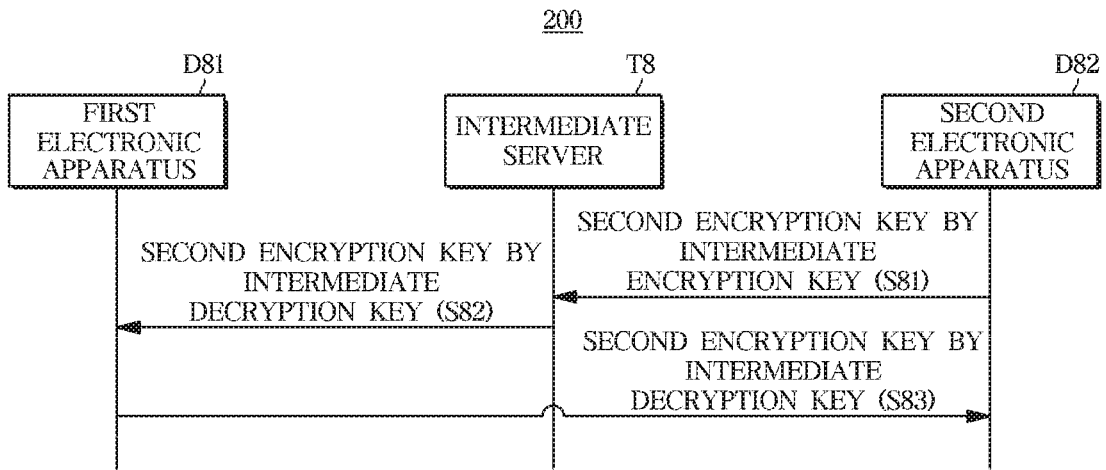 200
D81
T8
D82
FIRST
ELECTRONIC
APPARATUS
INTERMEDIATE
SERVER
SECOND
ELECTRONIC
APPARATUS
SECOND ENCRYPTION KEY BY
INTERMEDIATE
ENCRYPTION KEY (S81)
SECOND ENCRYPTION KEY BY
INTERMEDIATE
DECRYPTION KEY (S82)
SECOND ENCRYPTION KEY BY
INTERMEDIATE
DECRYPTION KEY (S83)